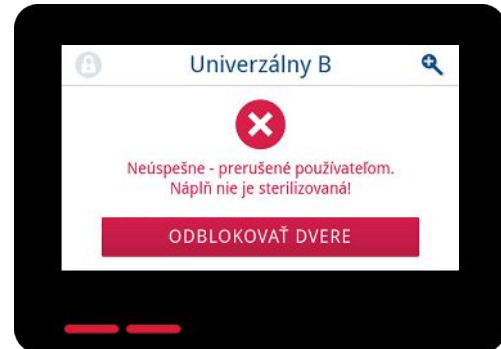 Univerzálny B
Neúspešne - prerušené používateľom.
Náplň nie je sterilizovaná!
ODBLOKOVAŤ DVERE